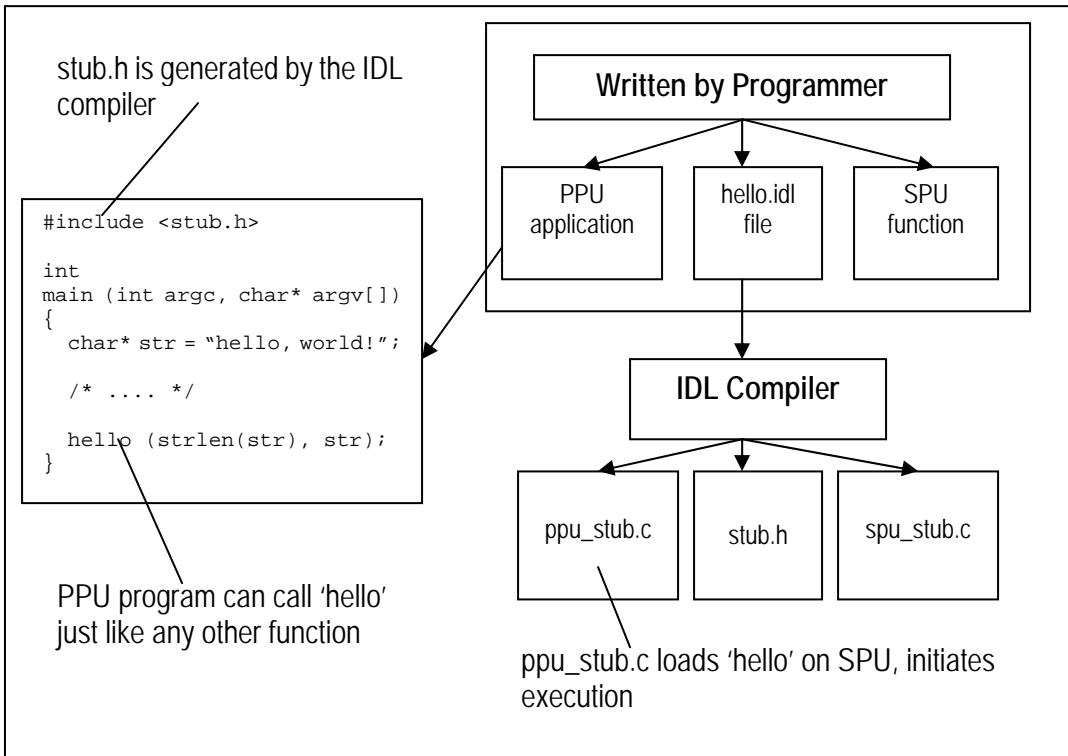 stub.h is generated by the IDL
compiler
#include <stub.h>
int
main (int argc, char* argv[])
{
char* str = “hello, world!”;
/* .... */
hello (strlen(str), str);
}
PPU program can call ‘hello’
just like any other function
Written by Programmer
PPU
application
hello.idl
file
SPU
function
IDL Compiler
ppu_stub.c
stub.h
spu_stub.c
ppu_stub.c loads ‘hello’ on SPU, initiates
execution